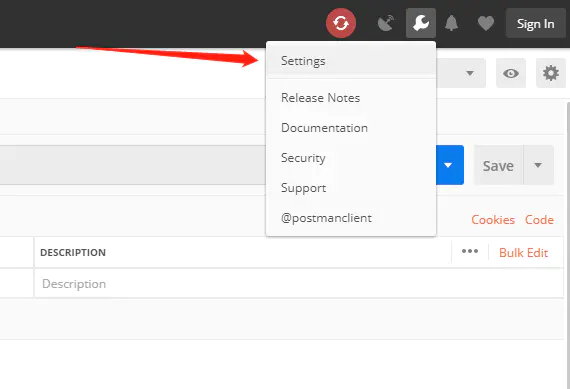 Sign In
Settings
Release Notes
Documentation
Security
Support
@postmanclient
Save
Cookies Code
DESCRIPTION
Bulk Edit
Description